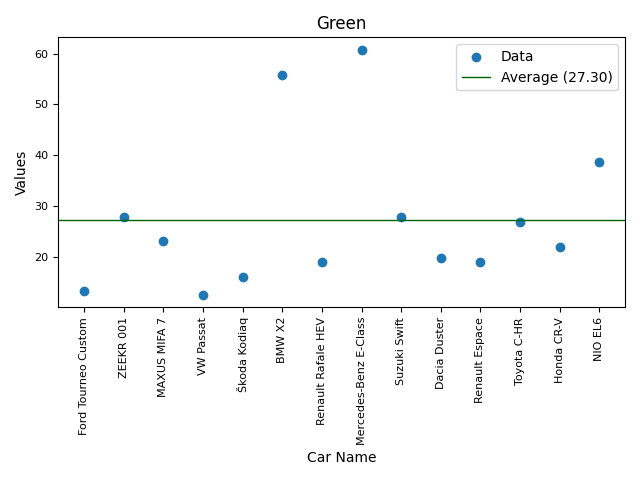 Green
Data
Average (27.30)
Values
60
50
40
30
20
Ford Tourneo Custom
ZEEKR 001
MAXUS MIFA 7
VW Passat
Škoda Kodiaq
BMW X2
Renault Rafale HEV
Mercedes-Benz E-Class
Suzuki Swift
Dacia Duster
Renault Espace
Toyota C-HR
Honda CR-V
NIO EL6
Car Name